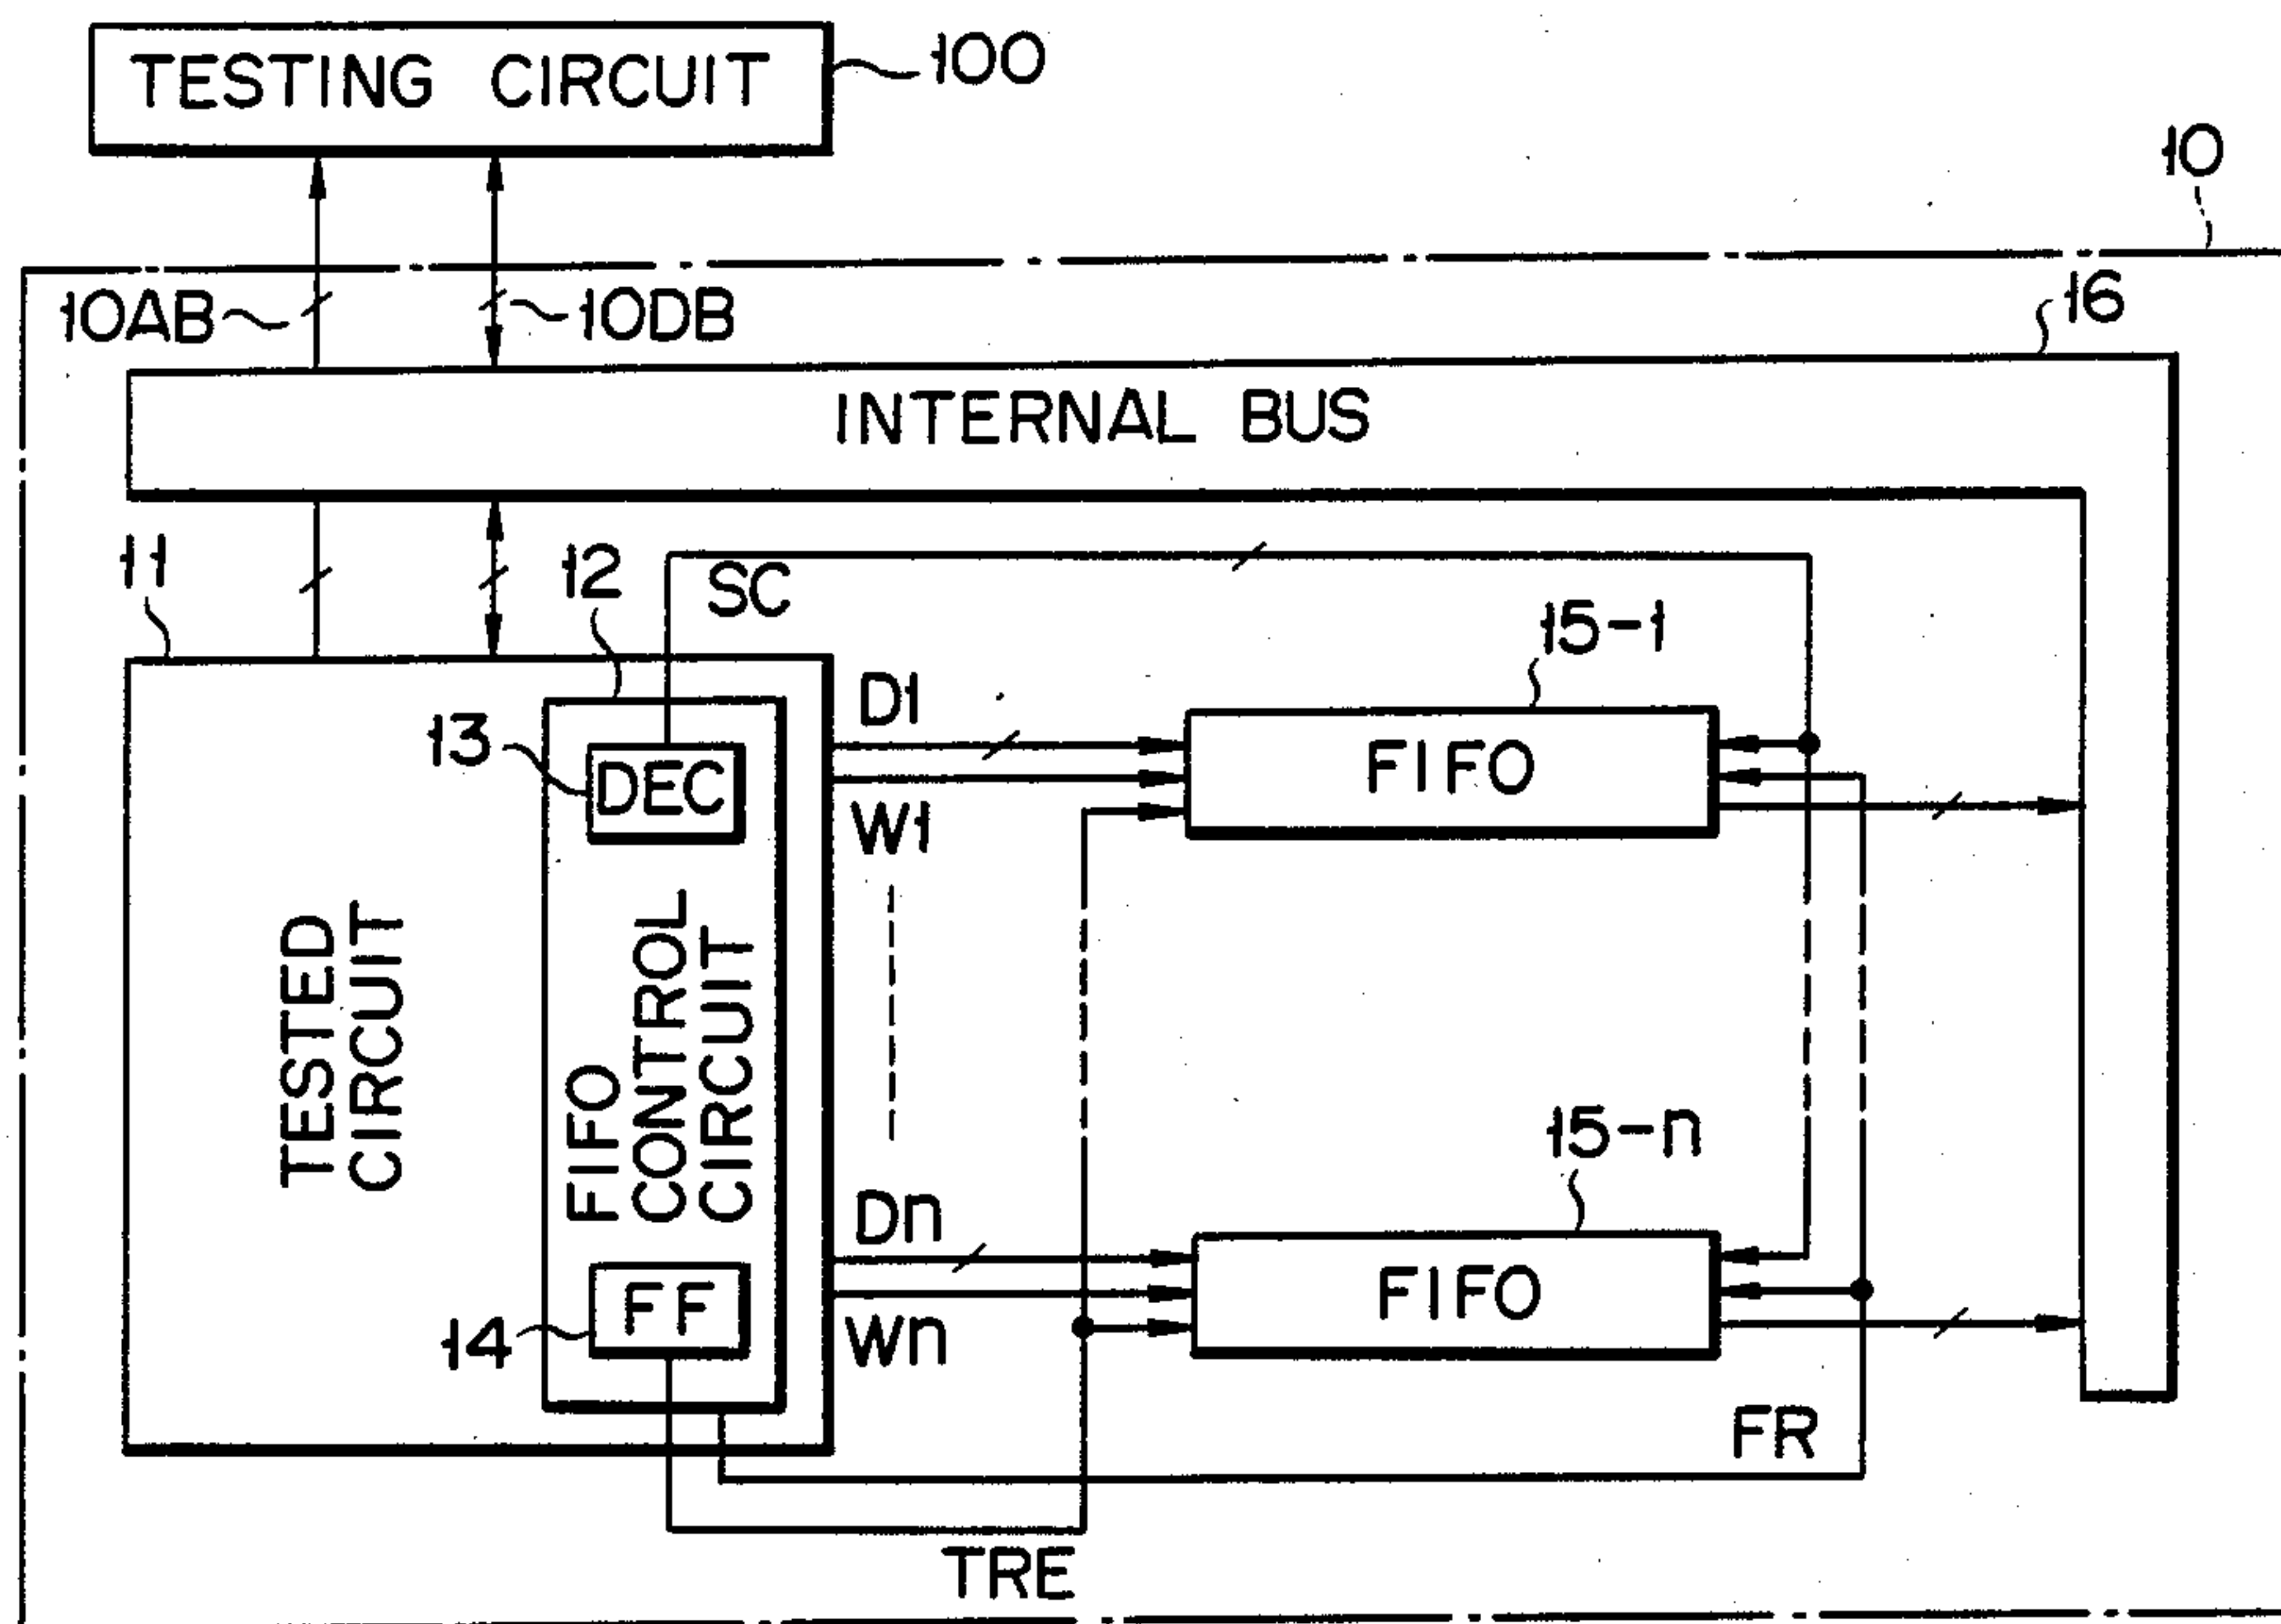 TESTING CIRCUIT
100
10
10AB
10DB
16
INTERNAL BUS
11
12
SC
15-1
13
DEC
D1
W1
FIFO
TESTED
CIRCUIT
FIFO
CONTROL
CIRCUIT
15-n
Dn
Wn
FIFO
14
FF
FR
TRE